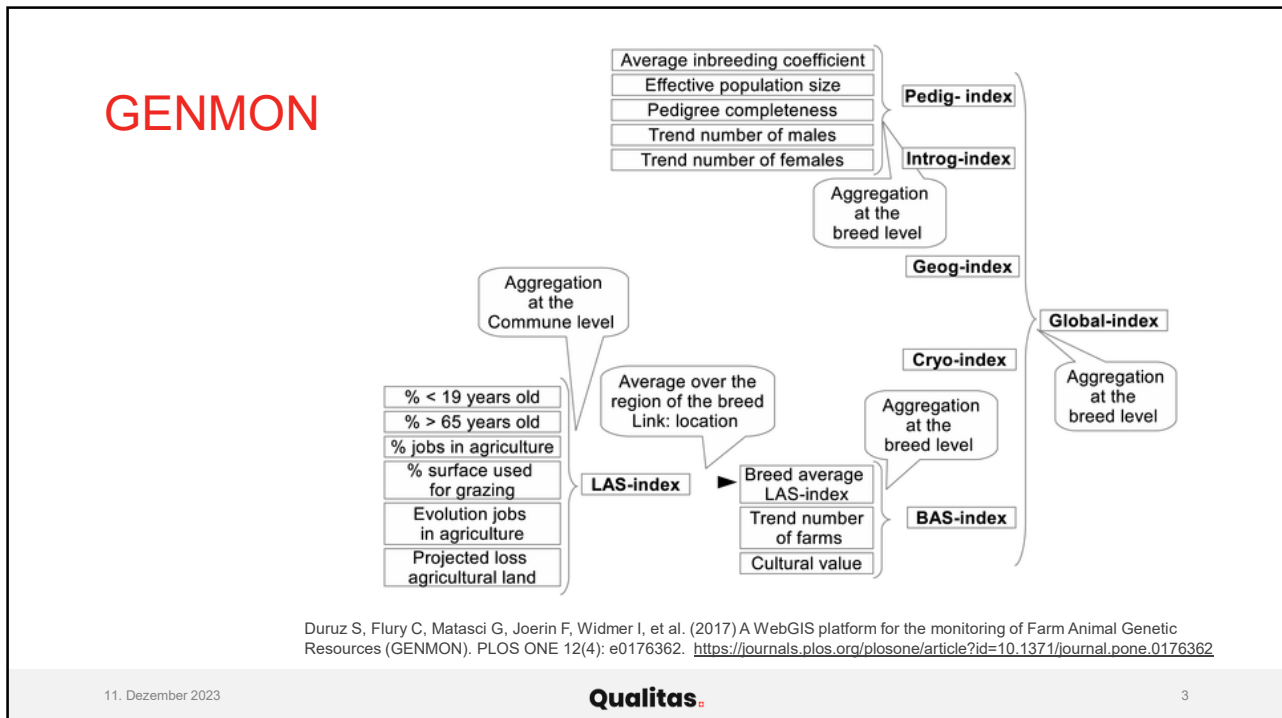 GENMON
Average inbreeding coefficient
Effective population size
Pedigree completeness
Trend number of males
Trend number of females
Pedig- index
Introg-index
Aggregation
at the
breed level
Geog-index
Aggregation
at the
Commune level
Global-index
Cryo-index
Aggregation
at the
breed level
Average over the
region of the breed
Link: location
Aggregation
at the
breed level
% < 19 years old
% > 65 years old
% jobs in agriculture
% surface used
for grazing
Evolution jobs
in agriculture
Projected loss
agricultural land
LAS-index
Breed average
LAS-index
Trend number
of farms
Cultural value
BAS-index
Duruz S, Flury C, Matasci G, Joerin F, Widmer I, et al. (2017) A WebGIS platform for the monitoring of Farm Animal Genetic
Resources (GENMON). PLOS ONE 12(4): e0176362. https://journals.plos.org/plosone/article?id=10.1371/journal.pone.0176362
11. Dezember 2023
Qualitas.
3